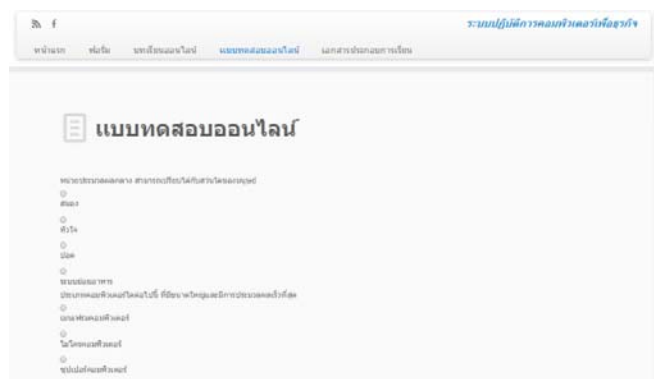 ระบบปฏิบัติการคอมพิวเตอร์เพื่อธุรกิจ
หน้าแรก ฟอรั่ม บทเรียนออนไลน์ แบบทดสอบออนไลน์ เอกสารประกอบการเรียน
แบบทดสอบออนไลน์
หน่วยประมวลผลกลาง สามารถเปรียบได้กับส่วนใดของมนุษย์
สมอง
หัวใจ
ปอด
ระบบย่อยอาหาร
ประเภทคอมพิวเตอร์ใดต่อไปนี้ ที่มีขนาดใหญ่และมีการประมวลผลเร็วที่สุด
เมนเฟรมคอมพิวเตอร์
ไมโครคอมพิวเตอร์
ซุปเปอร์คอมพิวเตอร์